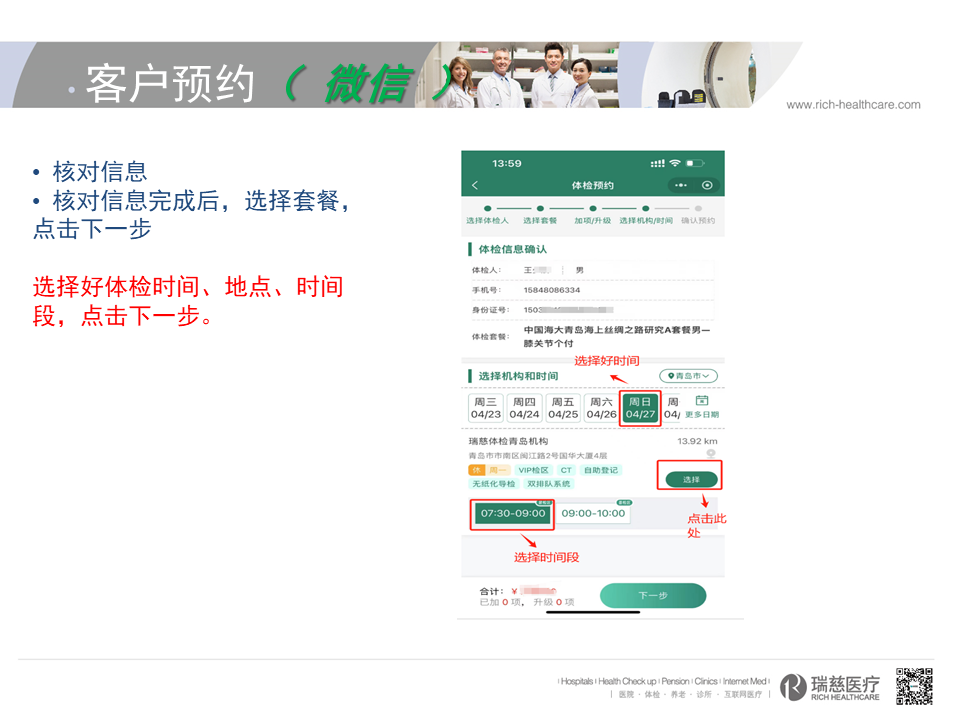 • 客户预约（ 微信 ）
www.rich-healthcare.com
• 核对信息
• 核对信息完成后，选择套餐，
点击下一步
选择好体检时间、地点、时间
段，点击下一步。
13:59
体检预约
选择体检人 选择套餐 加项/升级 选择机构/时间 确认预约
体检信息确认
体检人： 王 男
手机号： 15848086334
身份证号： 150
体检套餐： 中国海大青岛海上丝绸之路研究A套餐男—
膝关节个付
选择好时间
选择机构和时间 青岛市
周三 周四 周五 周六 周日 周
04/23 04/24 04/25 04/26 04/27 04/ 更多日期
瑞慈体检青岛机构 13.92 km
青岛市市南区闽江路2号国华大厦4层
休 周一 VIP检区 CT 自助登记
无纸化导检 双排队系统
选择
07:30-09:00 09:00-10:00
点击此
处
选择时间段
合计： ￥
已加 0 项， 升级 0 项
下一步
Hospitals Health Check up Pension Clinics Internet Med
医院 · 体检 · 养老 · 诊所 · 互联网医疗
瑞慈医疗
RICH HEALTHCARE